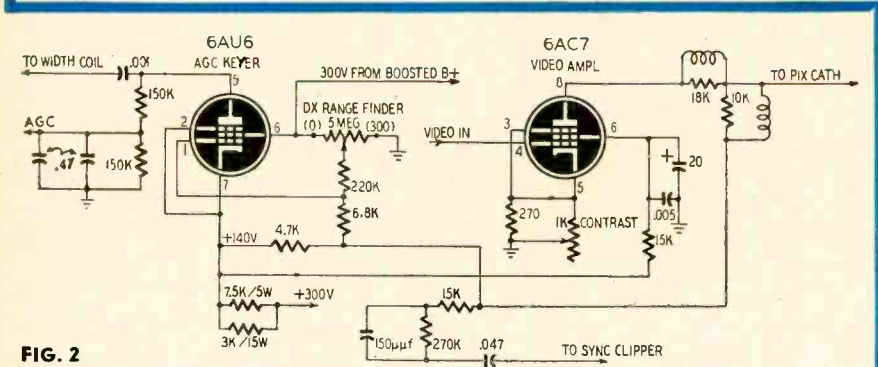 6AU6
AGC KEYER
6AC7
VIDEO AMPL
TO WIDTH COIL
.001
5
150K
AGC
.47
150K
2
1
7
6
300V FROM BOOSTED B+
DX RANGE FINDER
(0) 5 MEG (300)
220K
6.8K
+140V
4.7K
7.5K/5W
+300V
3K/15W
VIDEO IN
3
4
8
6
5
270
1K CONTRAST
18K
10K
TO PIX CATH
+
20
.005
15K
15K
150μμf
270K
.047
TO SYNC CLIPPER
FIG. 2